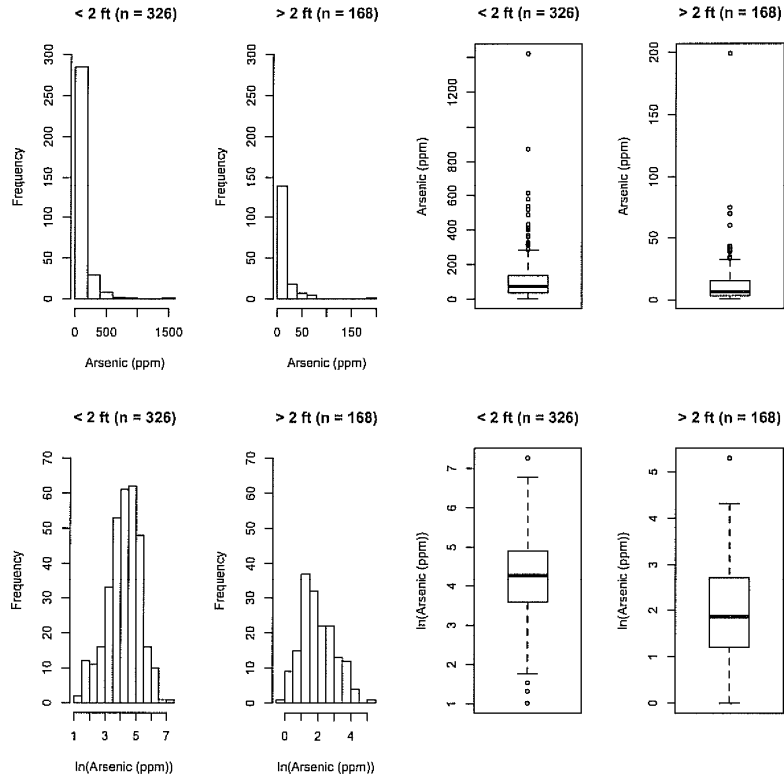 < 2 ft (n = 326)
> 2 ft (n = 168)
< 2 ft (n = 326)
> 2 ft (n = 168)
Frequency
300
250
200
150
100
50
0
0 500 1500
Arsenic (ppm)
Frequency
300
250
200
150
100
50
0
0 50 150
Arsenic (ppm)
Arsenic (ppm)
1200
800
600
400
200
0
Arsenic (ppm)
200
150
100
50
0
< 2 ft (n = 326)
> 2 ft (n = 168)
< 2 ft (n = 326)
> 2 ft (n = 168)
Frequency
70
60
50
40
30
20
10
0
1 3 5 7
ln(Arsenic (ppm))
Frequency
70
60
50
40
30
20
10
0
0 2 4
ln(Arsenic (ppm))
ln(Arsenic (ppm))
7
6
5
4
3
2
1
ln(Arsenic (ppm))
5
4
3
2
1
0